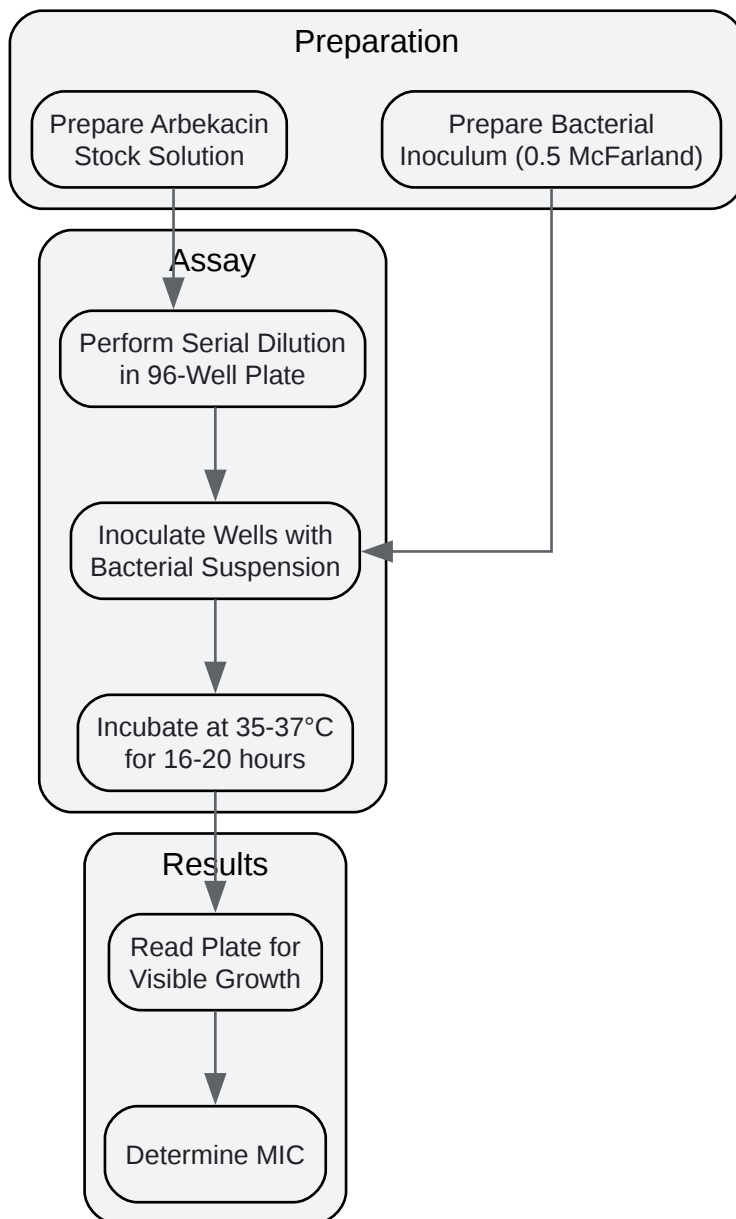 Preparation
Prepare Arbekacin
Stock Solution
Prepare Bacterial
Inoculum (0.5 McFarland)
Assay
Perform Serial Dilution
in 96-Well Plate
Inoculate Wells with
Bacterial Suspension
Incubate at 35-37°C
for 16-20 hours
Results
Read Plate for
Visible Growth
Determine MIC